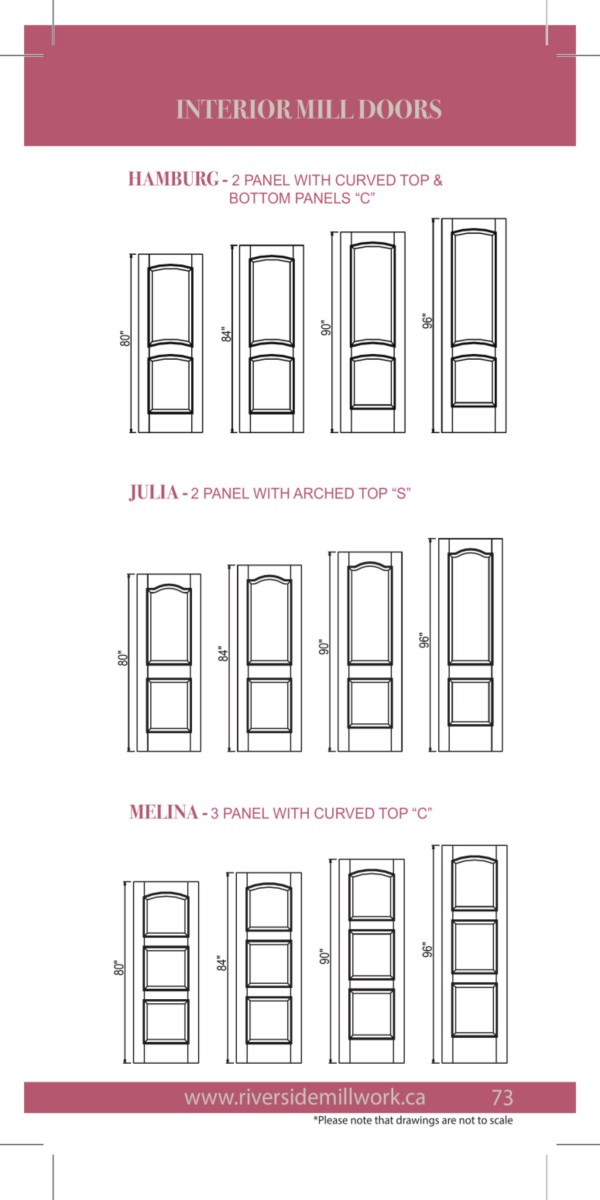 INTERIOR MILL DOORS
HAMBURG - 2 PANEL WITH CURVED TOP &
BOTTOM PANELS “C”
80"
84"
90"
96"
JULIA - 2 PANEL WITH ARCHED TOP “S”
80"
84"
90"
96"
MELINA - 3 PANEL WITH CURVED TOP “C”
80"
84"
90"
96"
www.riversidemillwork.ca 73
*Please note that drawings are not to scale